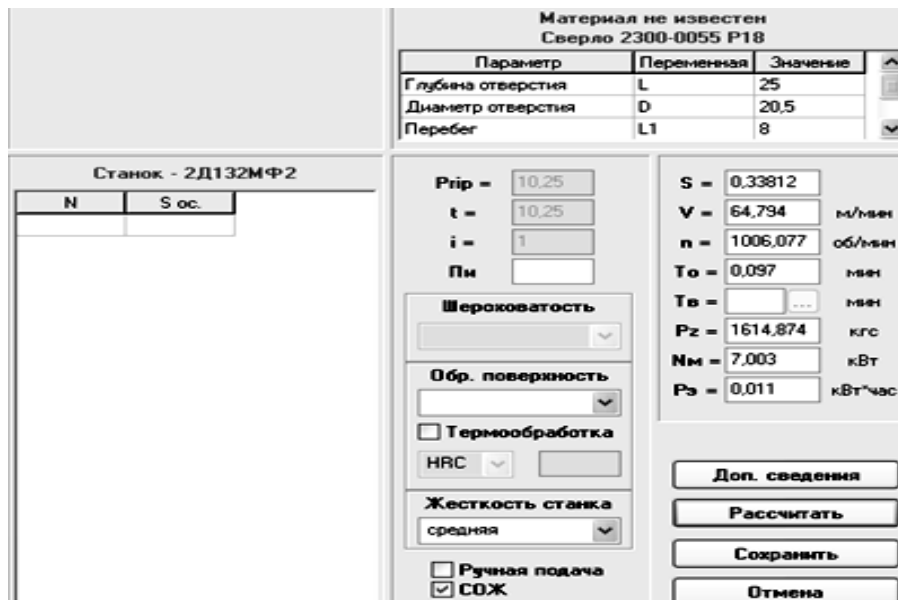 Материал не известен
Сверло 2300-0055 Р18
Параметр Переменная Значение
Глубина отверстия L 25
Диаметр отверстия D 20,5
Перебег L1 8
Станок - 2Д132МФ2
N S ос.
Prip = 10,25
t = 10,25
i = 1
Пи
Шероховатость
Обр. поверхность
Термообработка
HRC
Жесткость станка
средняя
Ручная подача
СОЖ
S = 0,33812
V = 64,794 м/мин
n = 1006,077 об/мин
То = 0,097 мин
Тв = ... мин
Pz = 1614,874 кгс
Nм = 7,003 кВт
Рэ = 0,011 кВт*час
Доп. сведения
Рассчитать
Сохранить
Отмена